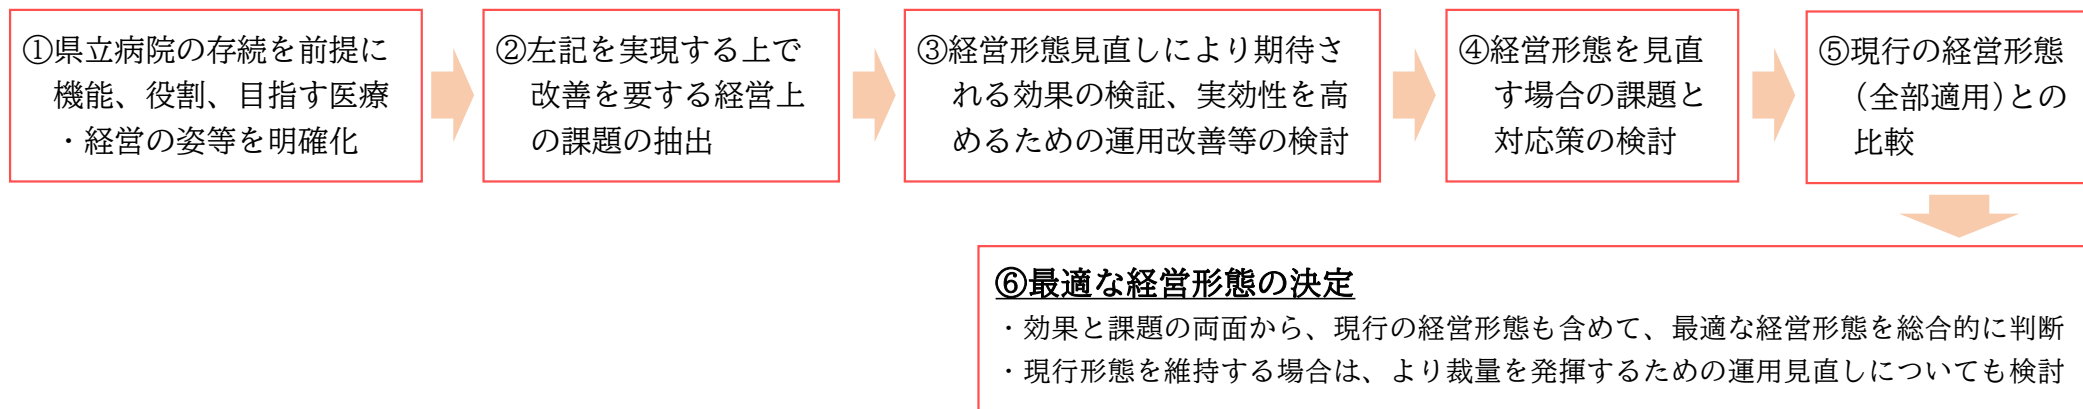 ①県立病院の存続を前提に
機能、役割、目指す医療
・経営の姿等を明確化
②左記を実現する上で
改善を要する経営上
の課題の抽出
③経営形態見直しにより期待さ
れる効果の検証、実効性を高
めるための運用改善等の検討
④経営形態を見直
す場合の課題と
対応策の検討
⑤現行の経営形態
(全部適用)との
比較
⑥最適な経営形態の決定
・効果と課題の両面から、現行の経営形態も含めて、最適な経営形態を総合的に判断
・現行形態を維持する場合は、より裁量を発揮するための運用見直しについても検討